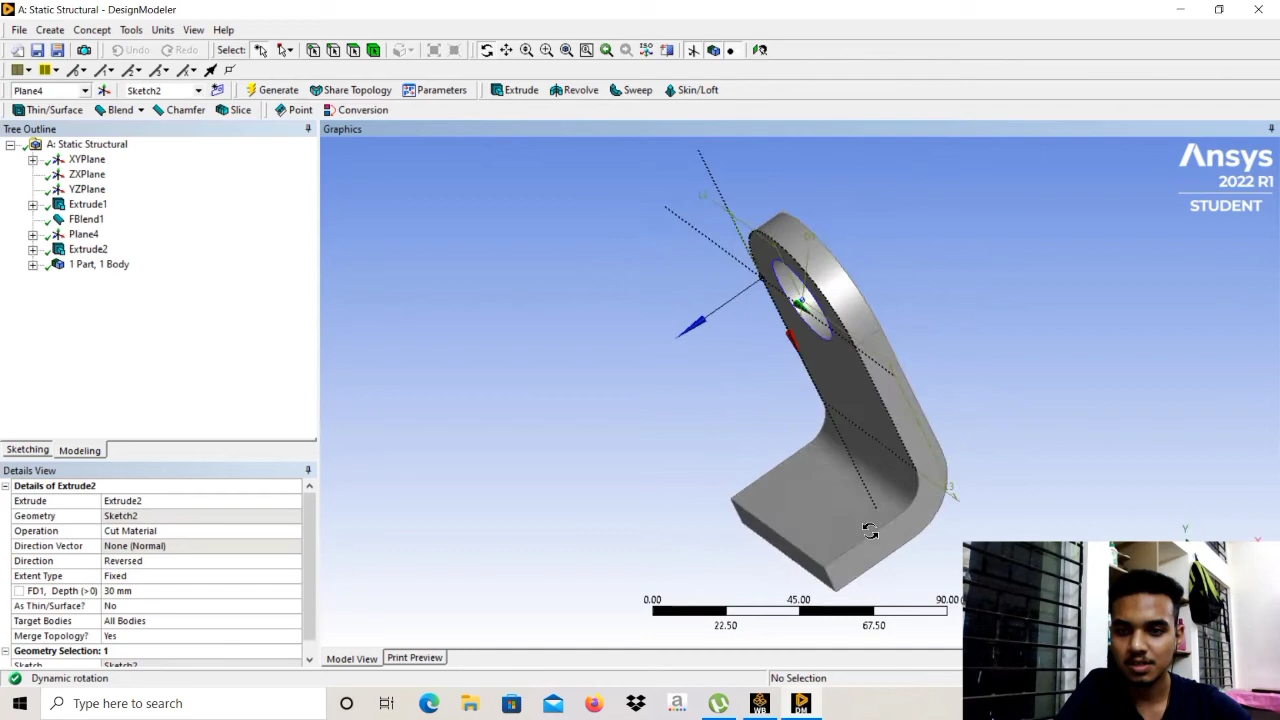 A: Static Structural - DesignModeler
File Create Concept Tools Units View Help
Undo Redo Select:
Plane4 Sketch2 Generate Share Topology Parameters Extrude Revolve Sweep Skin/Loft
Thin/Surface Blend Chamfer Slice Point Conversion
Tree Outline
A: Static Structural
XYPlane
ZXPlane
YZPlane
Extrude1
FBlend1
Plane4
Extrude2
1 Part, 1 Body
Sketching Modeling
Details View
Details of Extrude2
Extrude Extrude2
Geometry Sketch2
Operation Cut Material
Direction Vector None (Normal)
Direction Reversed
Extent Type Fixed
FD1, Depth (>0) 30 mm
As Thin/Surface? No
Target Bodies All Bodies
Merge Topology? Yes
Geometry Selection: 1
Sketch Sketch2
Graphics
Ansys
2022 R1
STUDENT
Y
0.00 45.00 90.00
22.50 67.50
Model View Print Preview
Dynamic rotation No Selection
Type here to search
WB DM